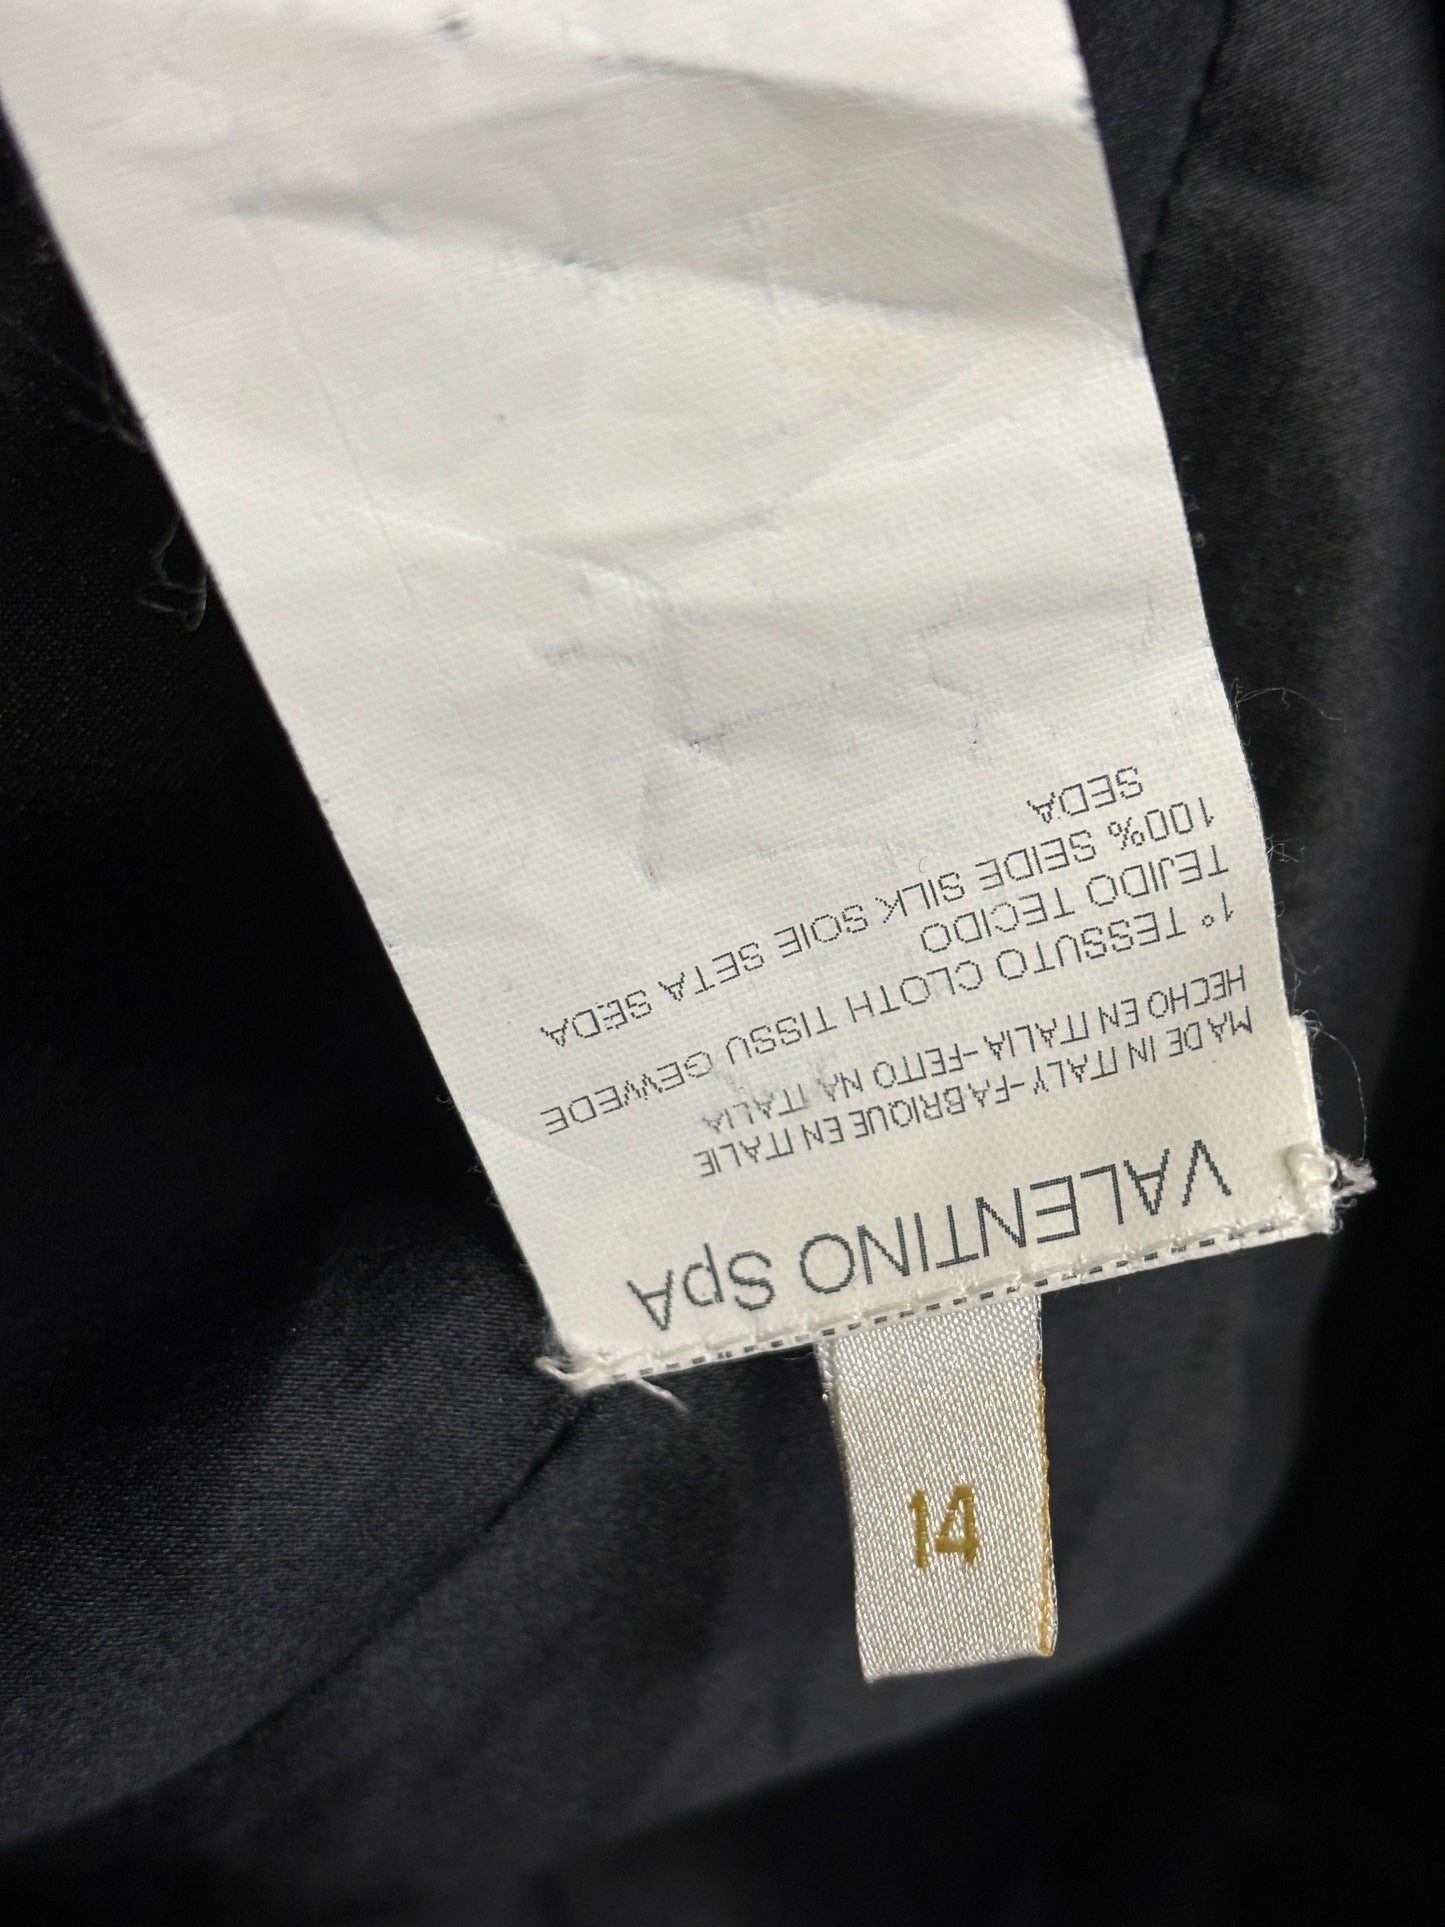 VALENTINO SpA
MADE IN ITALY-FABRIQUE EN ITALIE
HECHO EN ITALIA-FEITO NA ITALIA
1° TESSUTO CLOTH TISSU GEWEDE
TEJIDO TECIDO
100% SEIDE SILK SOIE SETA SEDA
SEDA
14